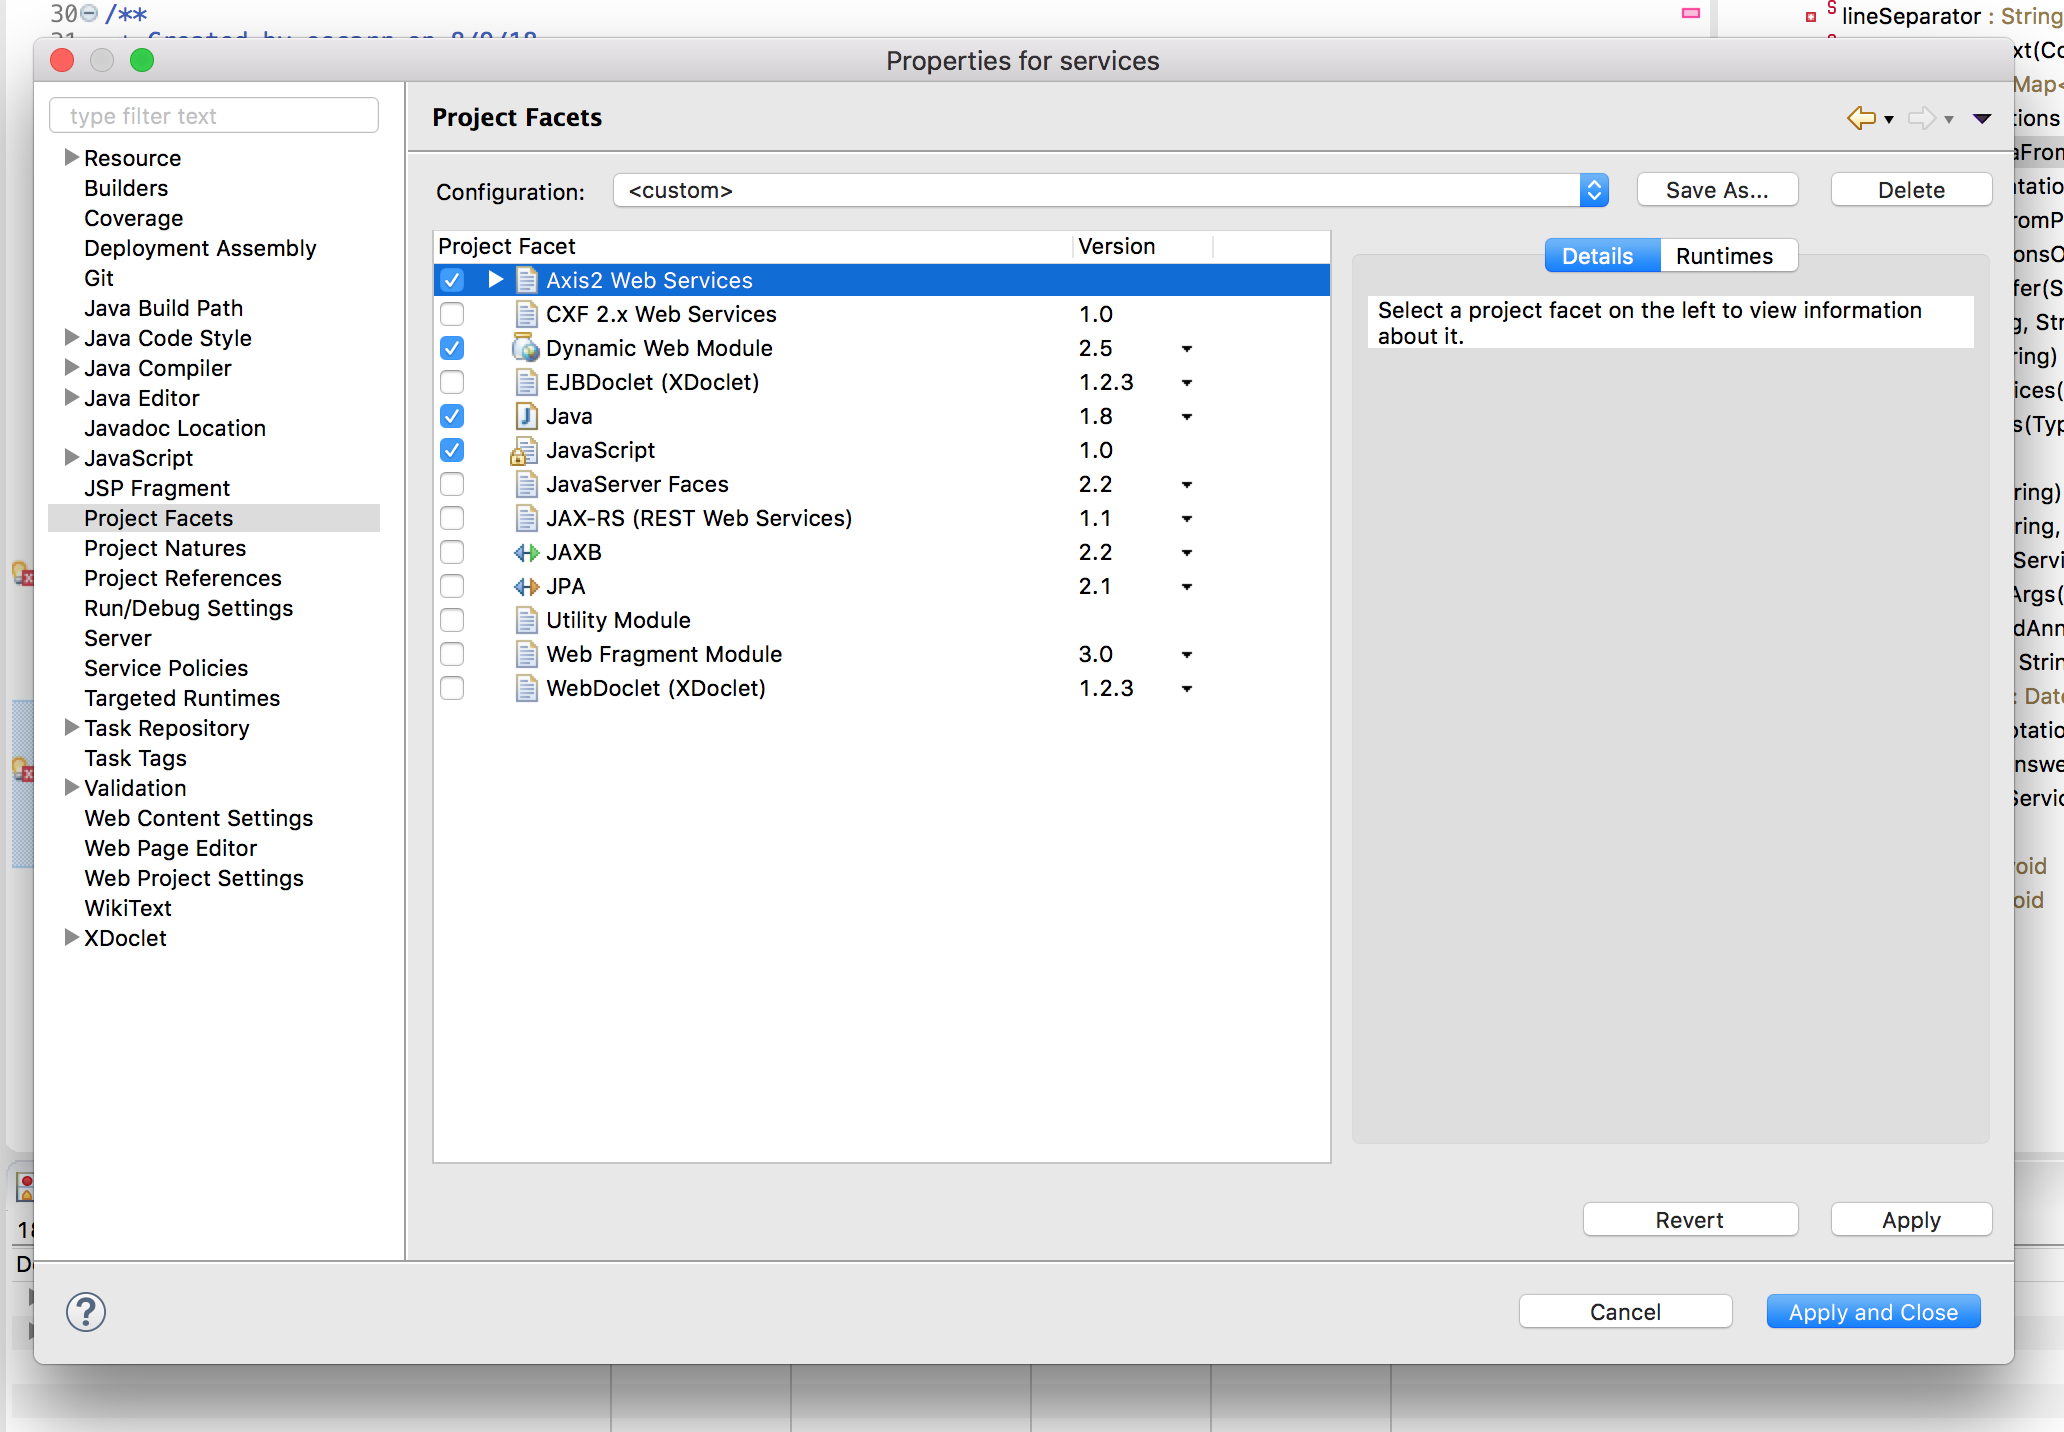 30 /**
lineSeparator : String
Properties for services
type filter text
Project Facets
Resource
Builders
Coverage
Deployment Assembly
Git
Java Build Path
Java Code Style
Java Compiler
Java Editor
Javadoc Location
JavaScript
JSP Fragment
Project Facets
Project Natures
Project References
Run/Debug Settings
Server
Service Policies
Targeted Runtimes
Task Repository
Task Tags
Validation
Web Content Settings
Web Page Editor
Web Project Settings
WikiText
XDoclet
Configuration: <custom> Save As... Delete
Project Facet Version
Axis2 Web Services
CXF 2.x Web Services 1.0
Dynamic Web Module 2.5
EJBDoclet (XDoclet) 1.2.3
Java 1.8
JavaScript 1.0
JavaServer Faces 2.2
JAX-RS (REST Web Services) 1.1
JAXB 2.2
JPA 2.1
Utility Module
Web Fragment Module 3.0
WebDoclet (XDoclet) 1.2.3
Details Runtimes
Select a project facet on the left to view information
about it.
Revert Apply
? Cancel Apply and Close